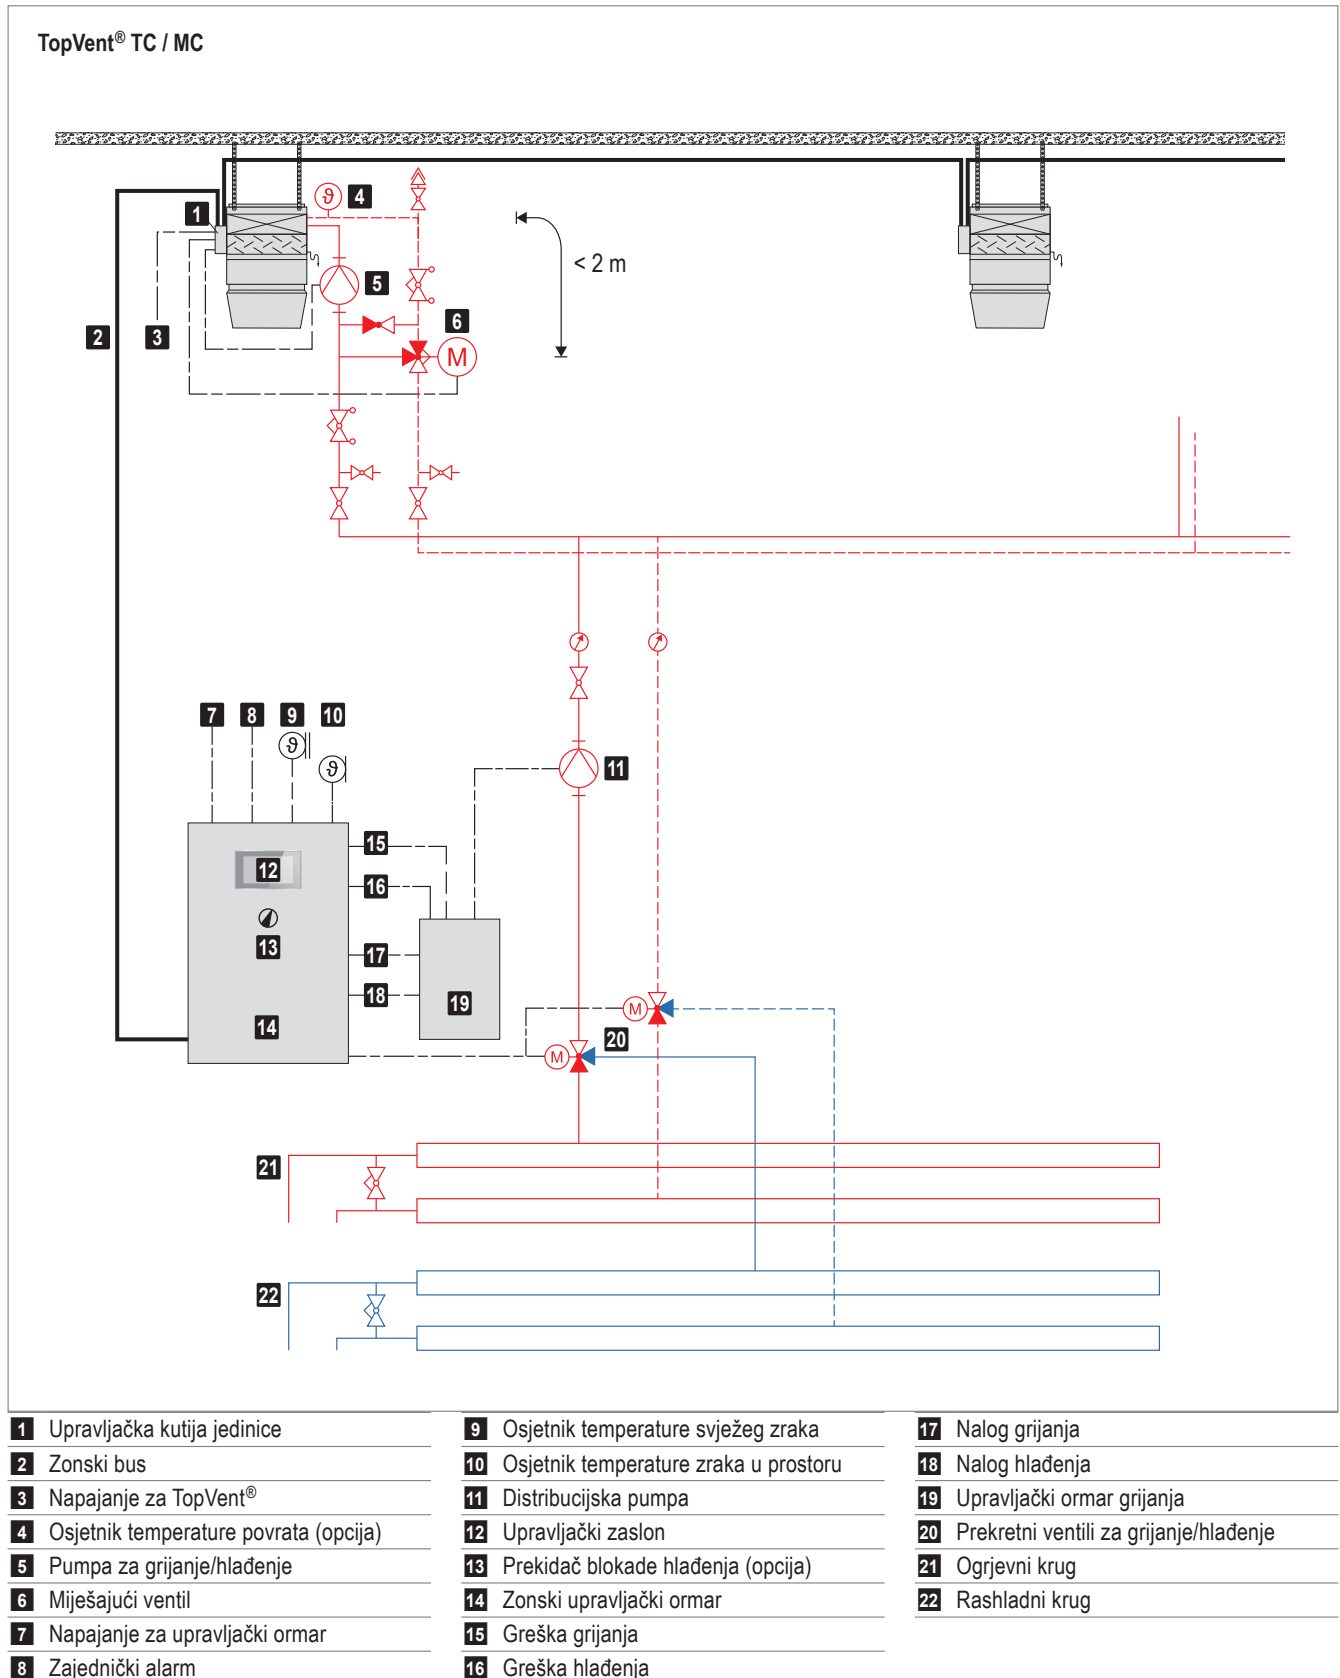 TopVent® TC / MC
1
4
5
< 2 m
6
2
3
M
7
8
9
10
11
15
12
16
13
17
18
19
14
M
20
M
21
22
1 Upravljačka kutija jedinice
2 Zonski bus
3 Napajanje za TopVent®
4 Osjetnik temperature povrata (opcija)
5 Pumpa za grijanje/hlađenje
6 Miješajući ventil
7 Napajanje za upravljački ormar
8 Zajednički alarm
9 Osjetnik temperature svježeg zraka
10 Osjetnik temperature zraka u prostoru
11 Distribucijska pumpa
12 Upravljački zaslon
13 Prekidač blokade hlađenja (opcija)
14 Zonski upravljački ormar
15 Greška grijanja
16 Greška hlađenja
17 Nalog grijanja
18 Nalog hlađenja
19 Upravljački ormar grijanja
20 Prekretni ventili za grijanje/hlađenje
21 Ogrjevni krug
22 Rashladni krug